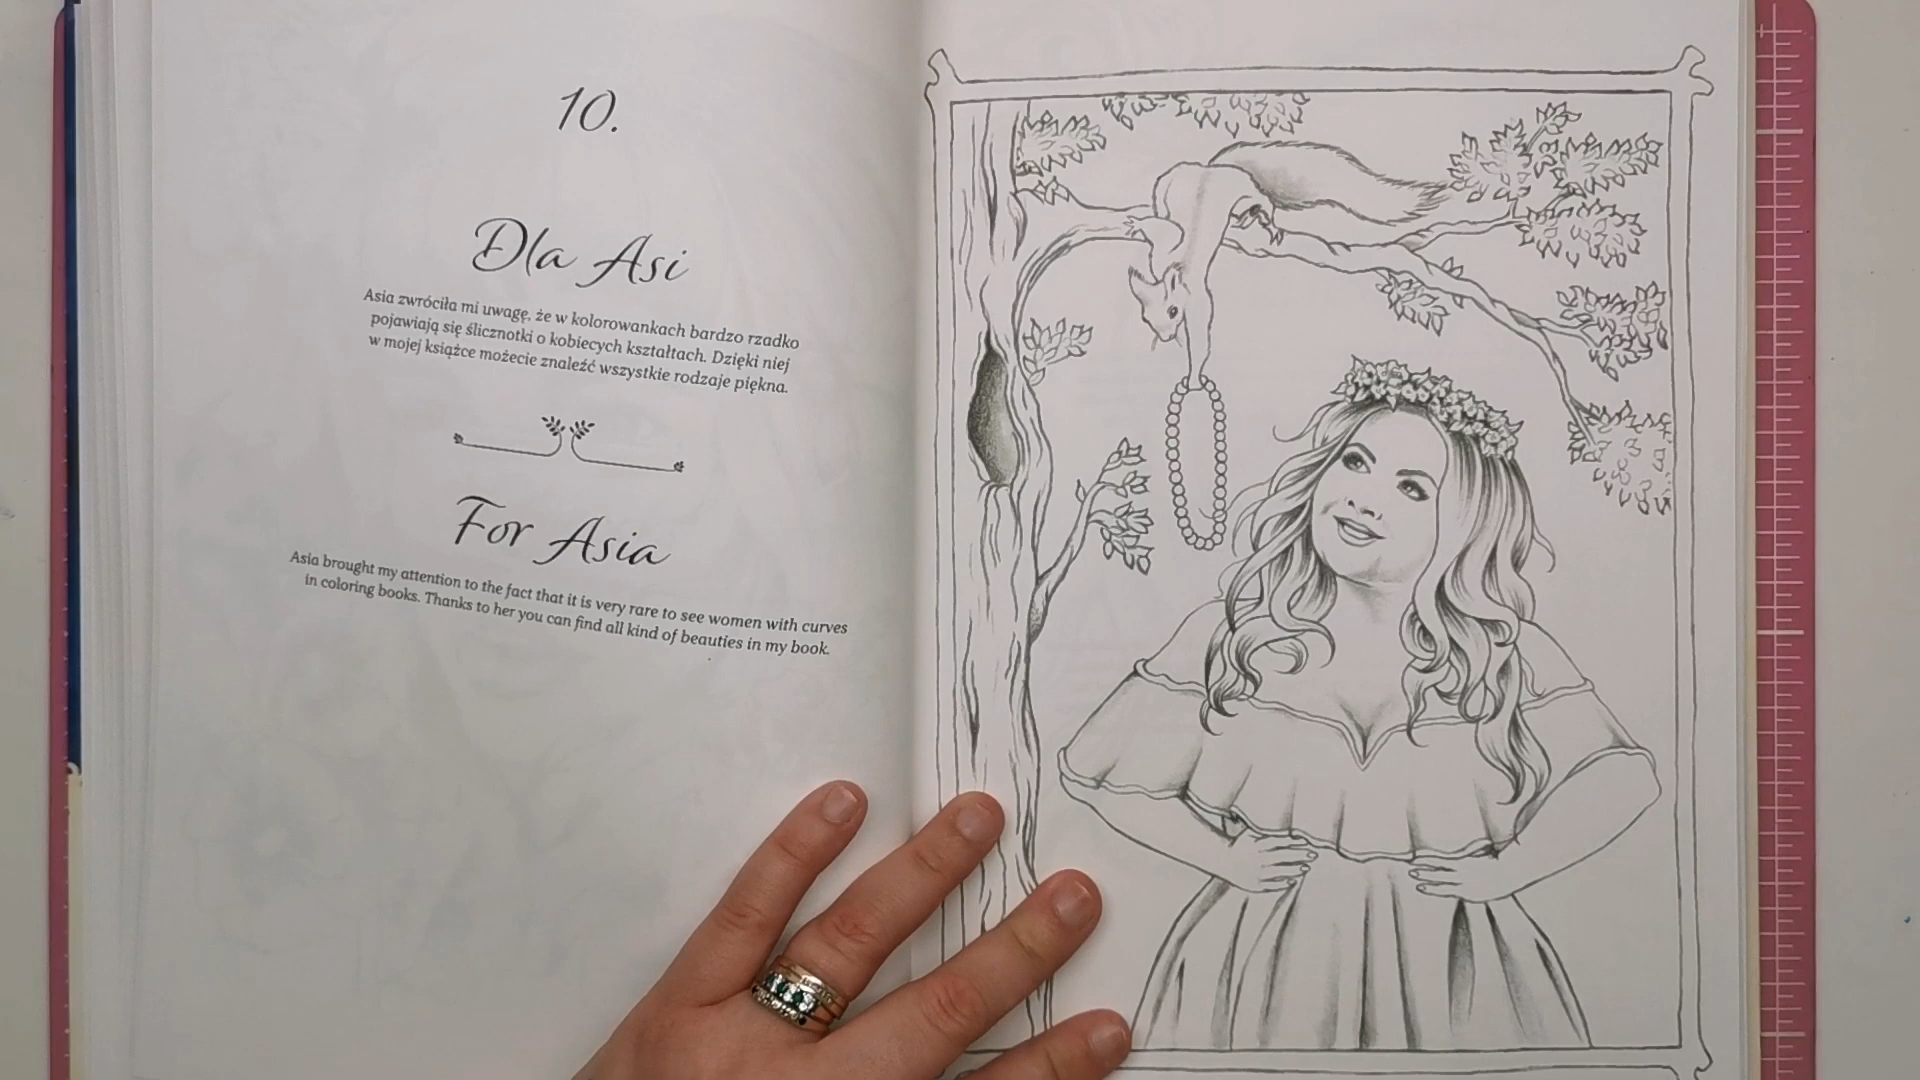 10.
Dla Asi
Asia zwróciła mi uwagę, że w kolorowankach bardzo rzadko
pojawiają się ślicznotki o kobiecych kształtach. Dzięki niej
w mojej książce możecie znaleźć wszystkie rodzaje piękna.
For Asia
Asia brought my attention to the fact that it is very rare to see women with curves
in coloring books. Thanks to her you can find all kind of beauties in my book.